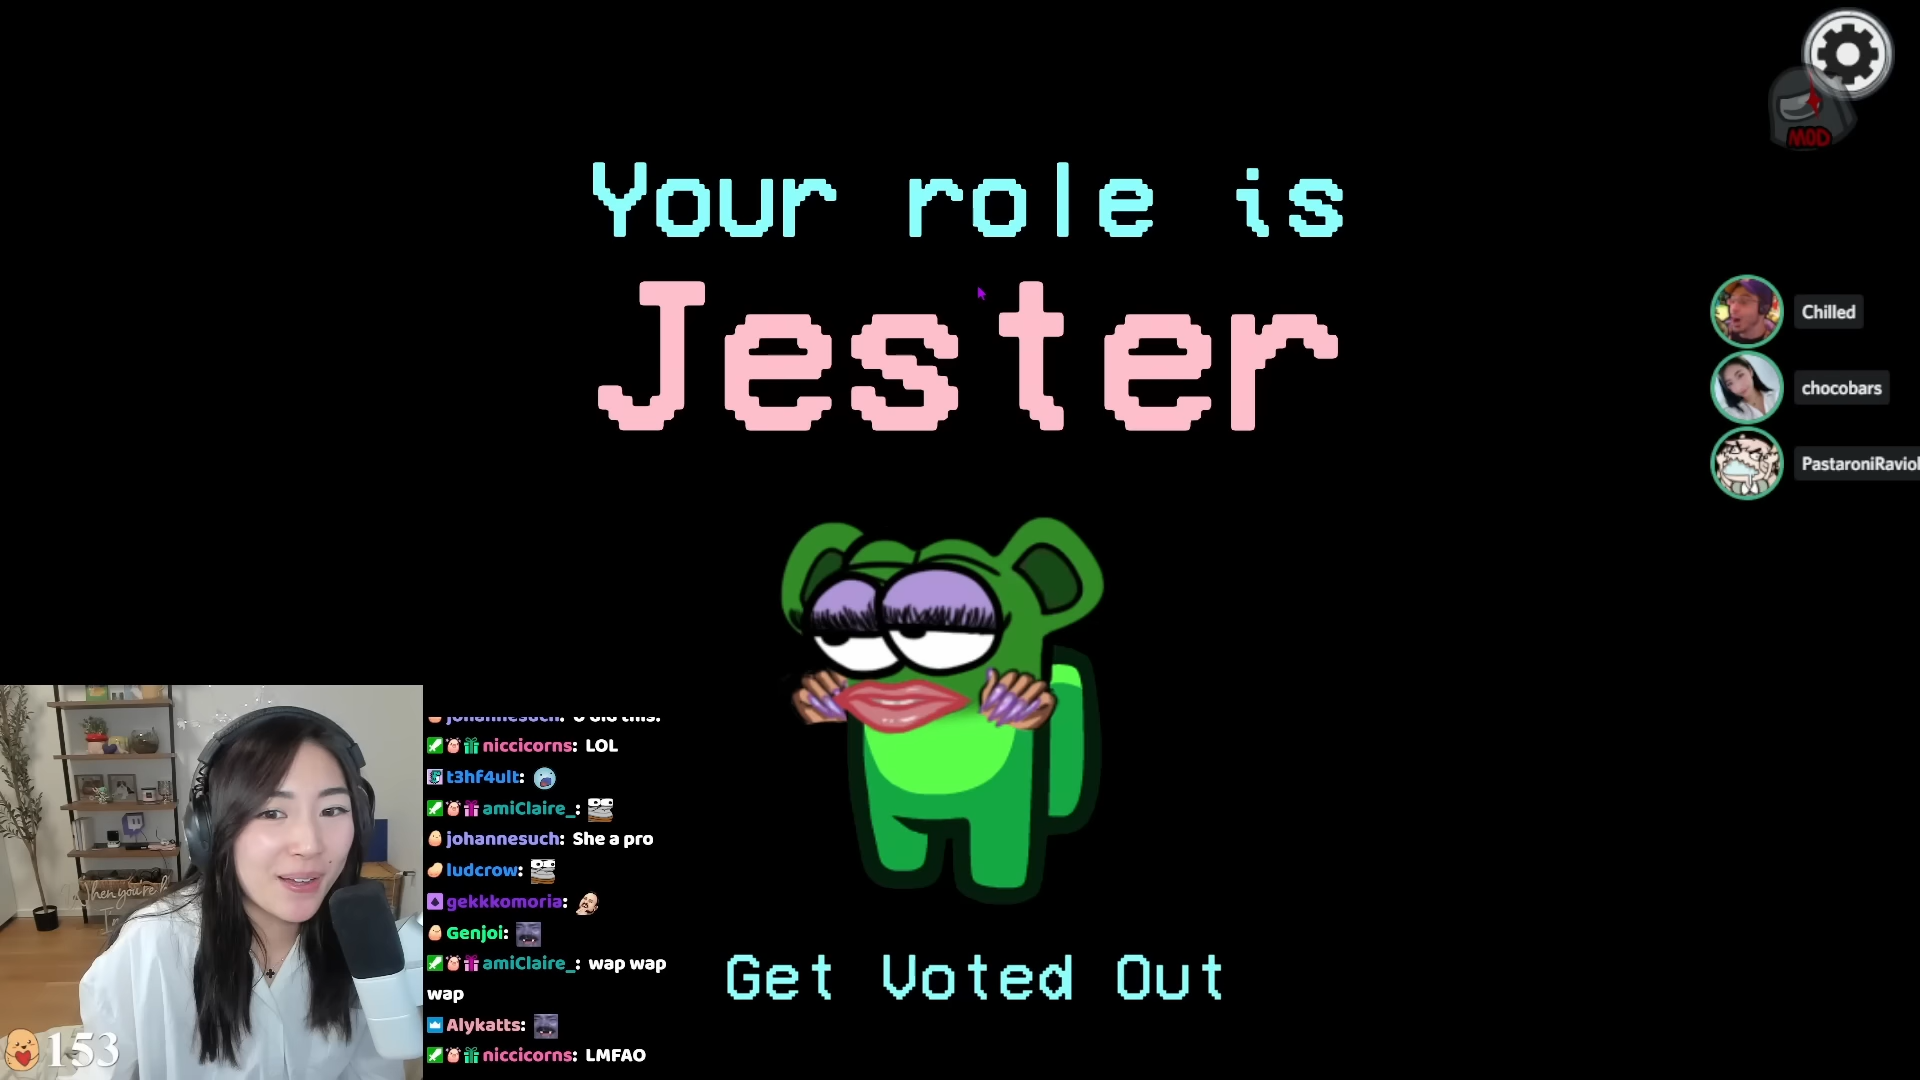 Your role is
Jester
MOD
Chilled
chocobars
PastaroniRaviol
niccicorns: LOL
t3hf4ult:
amiClaire_:
johannesuch: She a pro
ludcrow:
gekkkomoria:
Genjoi:
amiClaire_: wap wap
wap
Alykatts:
niccicorns: LMFAO
Get Voted Out
153